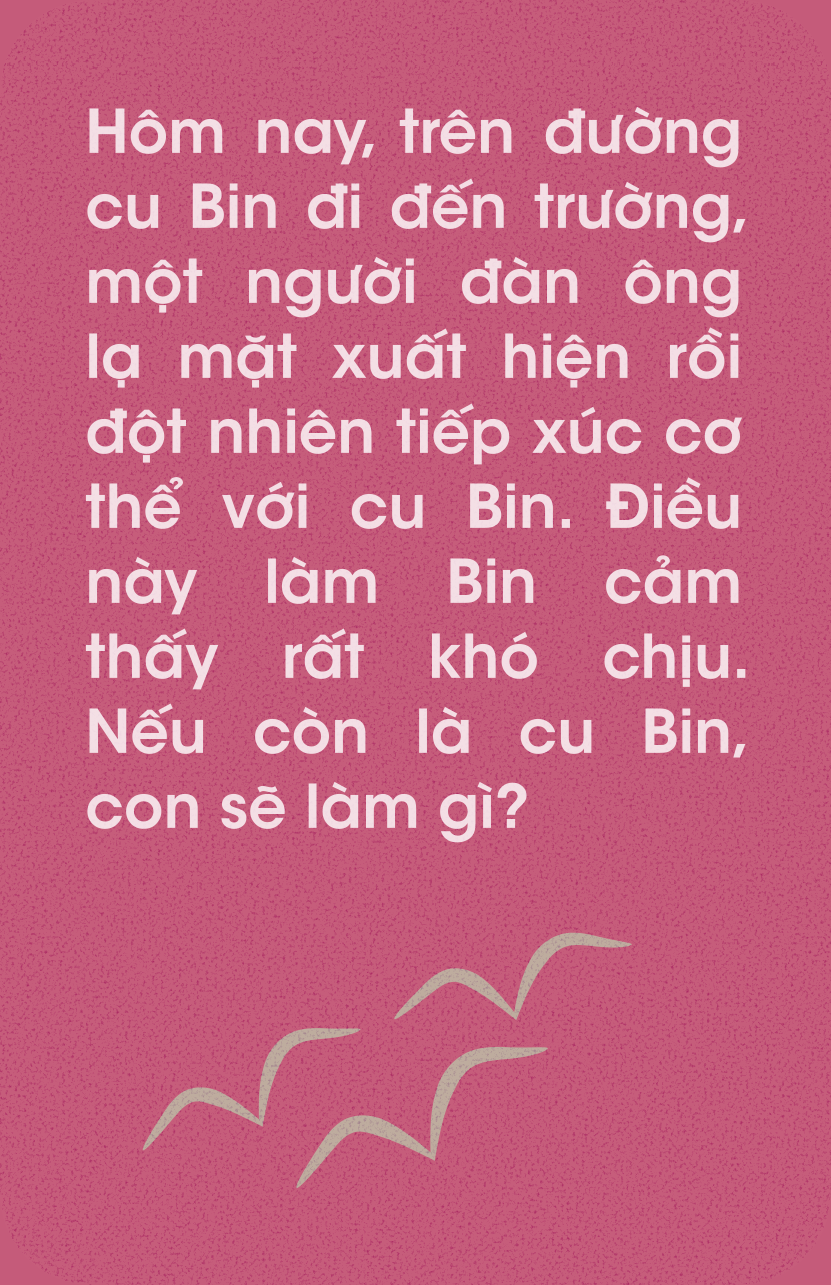 Hôm nay, trên đường
cu Bin đi đến trường,
một người đàn ông
lạ mặt xuất hiện rồi
đột nhiên tiếp xúc cơ
thể với cu Bin. Điều
này làm Bin cảm
thấy rất khó chịu.
Nếu còn là cu Bin,
con sẽ làm gì?